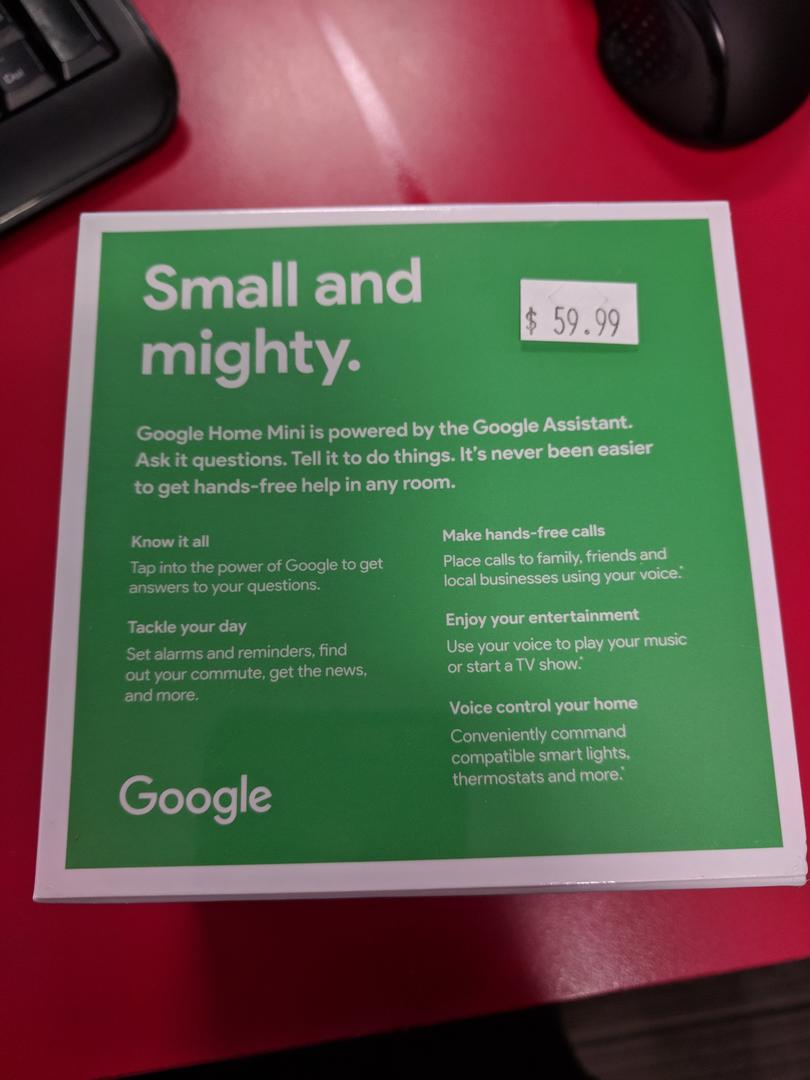 Small and
mighty.
$ 59.99
Google Home Mini is powered by the Google Assistant.
Ask it questions. Tell it to do things. It's never been easier
to get hands-free help in any room.
Know it all
Tap into the power of Google to get
answers to your questions.
Tackle your day
Set alarms and reminders, find
out your commute, get the news,
and more.
Make hands-free calls
Place calls to family, friends and
local businesses using your voice.*
Enjoy your entertainment
Use your voice to play your music
or start a TV show.*
Voice control your home
Conveniently command
compatible smart lights,
thermostats and more.*
Google